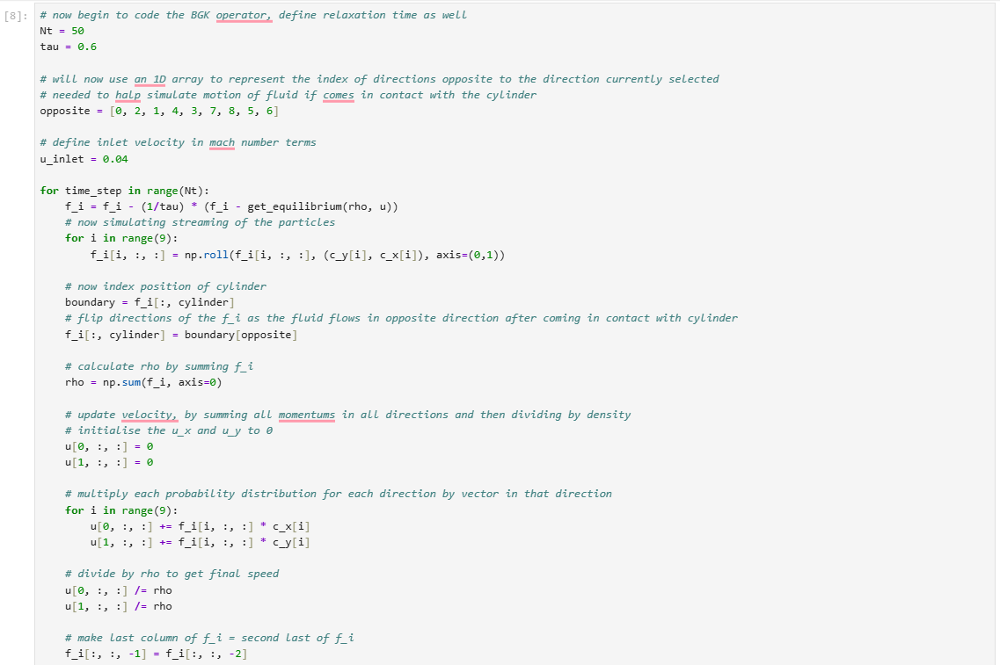 [8]: # now begin to code the BGK operator, define relaxation time as well
Nt = 50
tau = 0.6
# will now use an 1D array to represent the index of directions opposite to the direction currently selected
# needed to halp simulate motion of fluid if comes in contact with the cylinder
opposite = [0, 2, 1, 4, 3, 7, 8, 5, 6]
# define inlet velocity in mach number terms
u_inlet = 0.04
for time_step in range(Nt):
    f_i = f_i - (1/tau) * (f_i - get_equilibrium(rho, u))
    # now simulating streaming of the particles
    for i in range(9):
        f_i[i, :, :] = np.roll(f_i[i, :, :], (c_y[i], c_x[i]), axis=(0,1))
    # now index position of cylinder
    boundary = f_i[:, cylinder]
    # flip directions of the f_i as the fluid flows in opposite direction after coming in contact with cylinder
    f_i[:, cylinder] = boundary[opposite]
    # calculate rho by summing f_i
    rho = np.sum(f_i, axis=0)
    # update velocity, by summing all momentums in all directions and then dividing by density
    # initialise the u_x and u_y to 0
    u[0, :, :] = 0
    u[1, :, :] = 0
    # multiply each probability distribution for each direction by vector in that direction
    for i in range(9):
        u[0, :, :] += f_i[i, :, :] * c_x[i]
        u[1, :, :] += f_i[i, :, :] * c_y[i]
    # divide by rho to get final speed
    u[0, :, :] /= rho
    u[1, :, :] /= rho
    # make last column of f_i = second last of f_i
    f_i[:, :, -1] = f_i[:, :, -2]